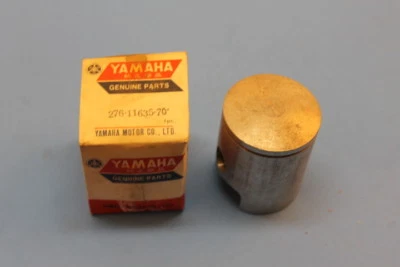 YAMAHA
GENUINE PARTS
276-11635-70
YAMAHA MOTOR CO., LTD.
YAMAHA
GENUINE PARTS